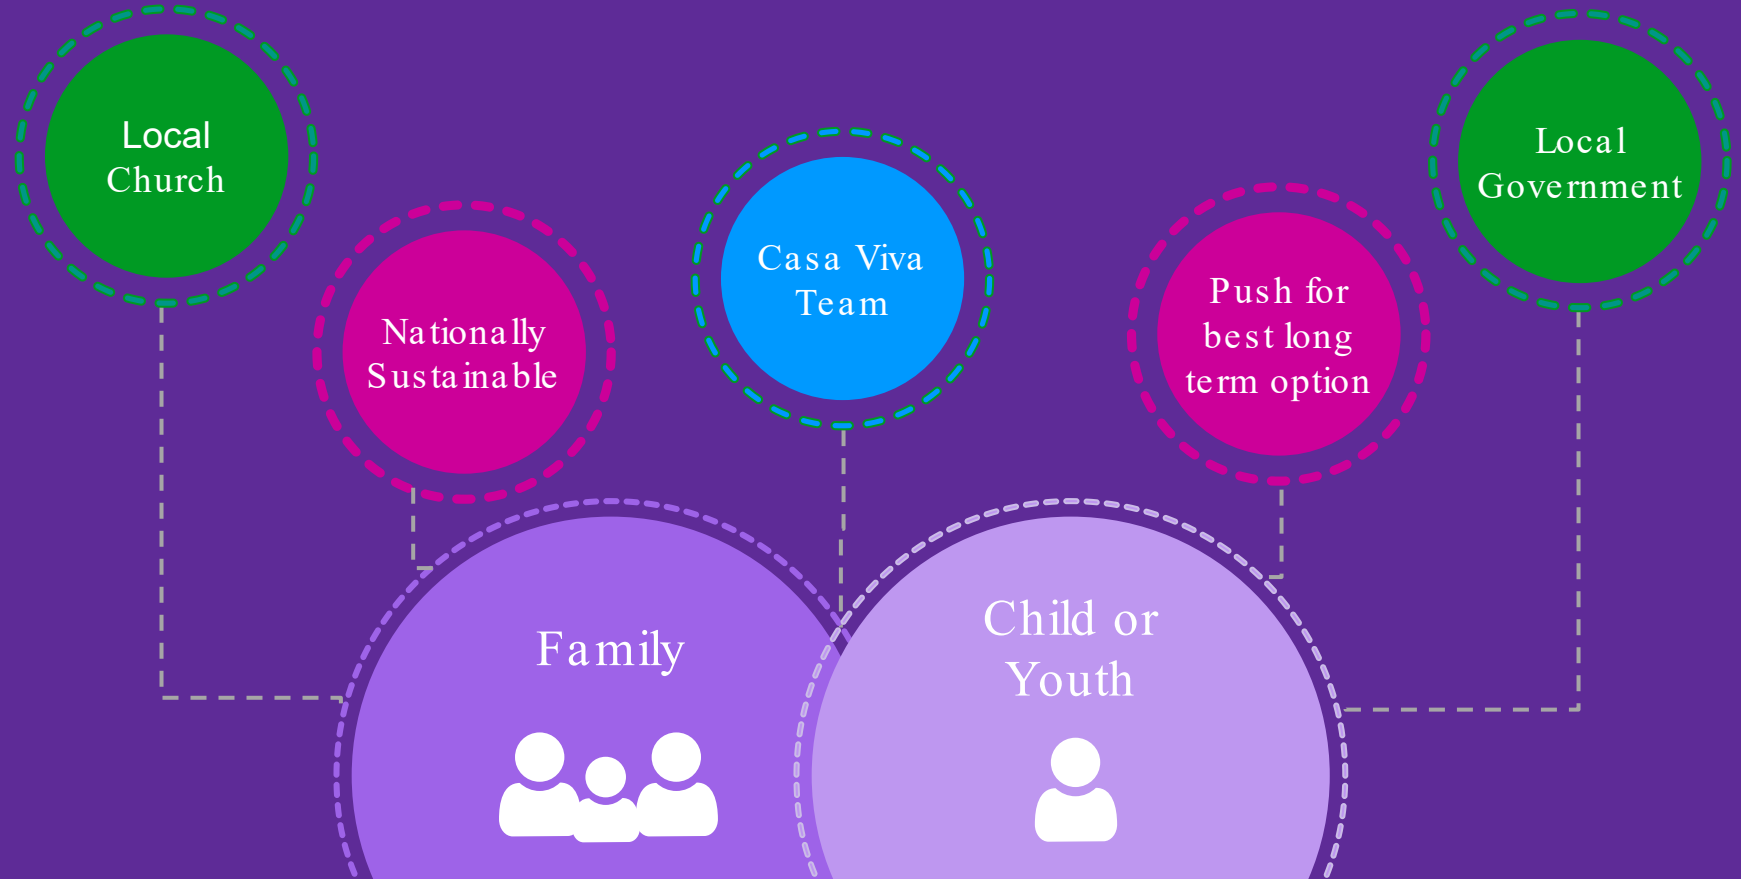 Local
Church
Nationally
Sustainable
Casa Viva
Team
Push for
best long
term option
Local
Government
Family
Child or
Youth